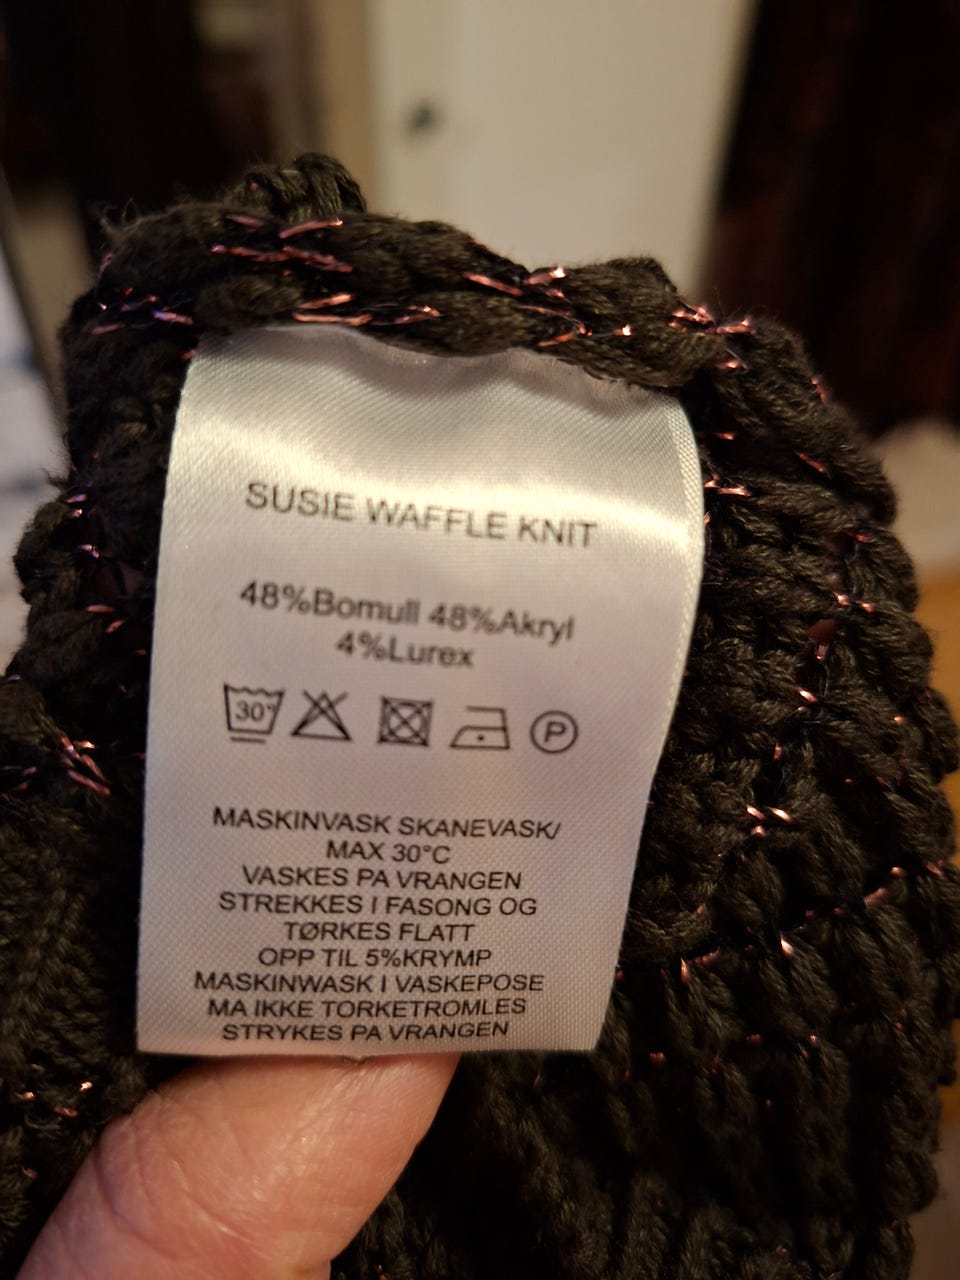 SUSIE WAFFLE KNIT
48%Bomull 48%Akryl
4%Lurex
30° P
MASKINVASK SKANEVASK/
MAX 30°C
VASKES PA VRANGEN
STREKKES I FASONG OG
TØRKES FLATT
OPP TIL 5%KRYMP
MASKINWASK I VASKEPOSE
MA IKKE TORKETROMLES
STRYKES PA VRANGEN